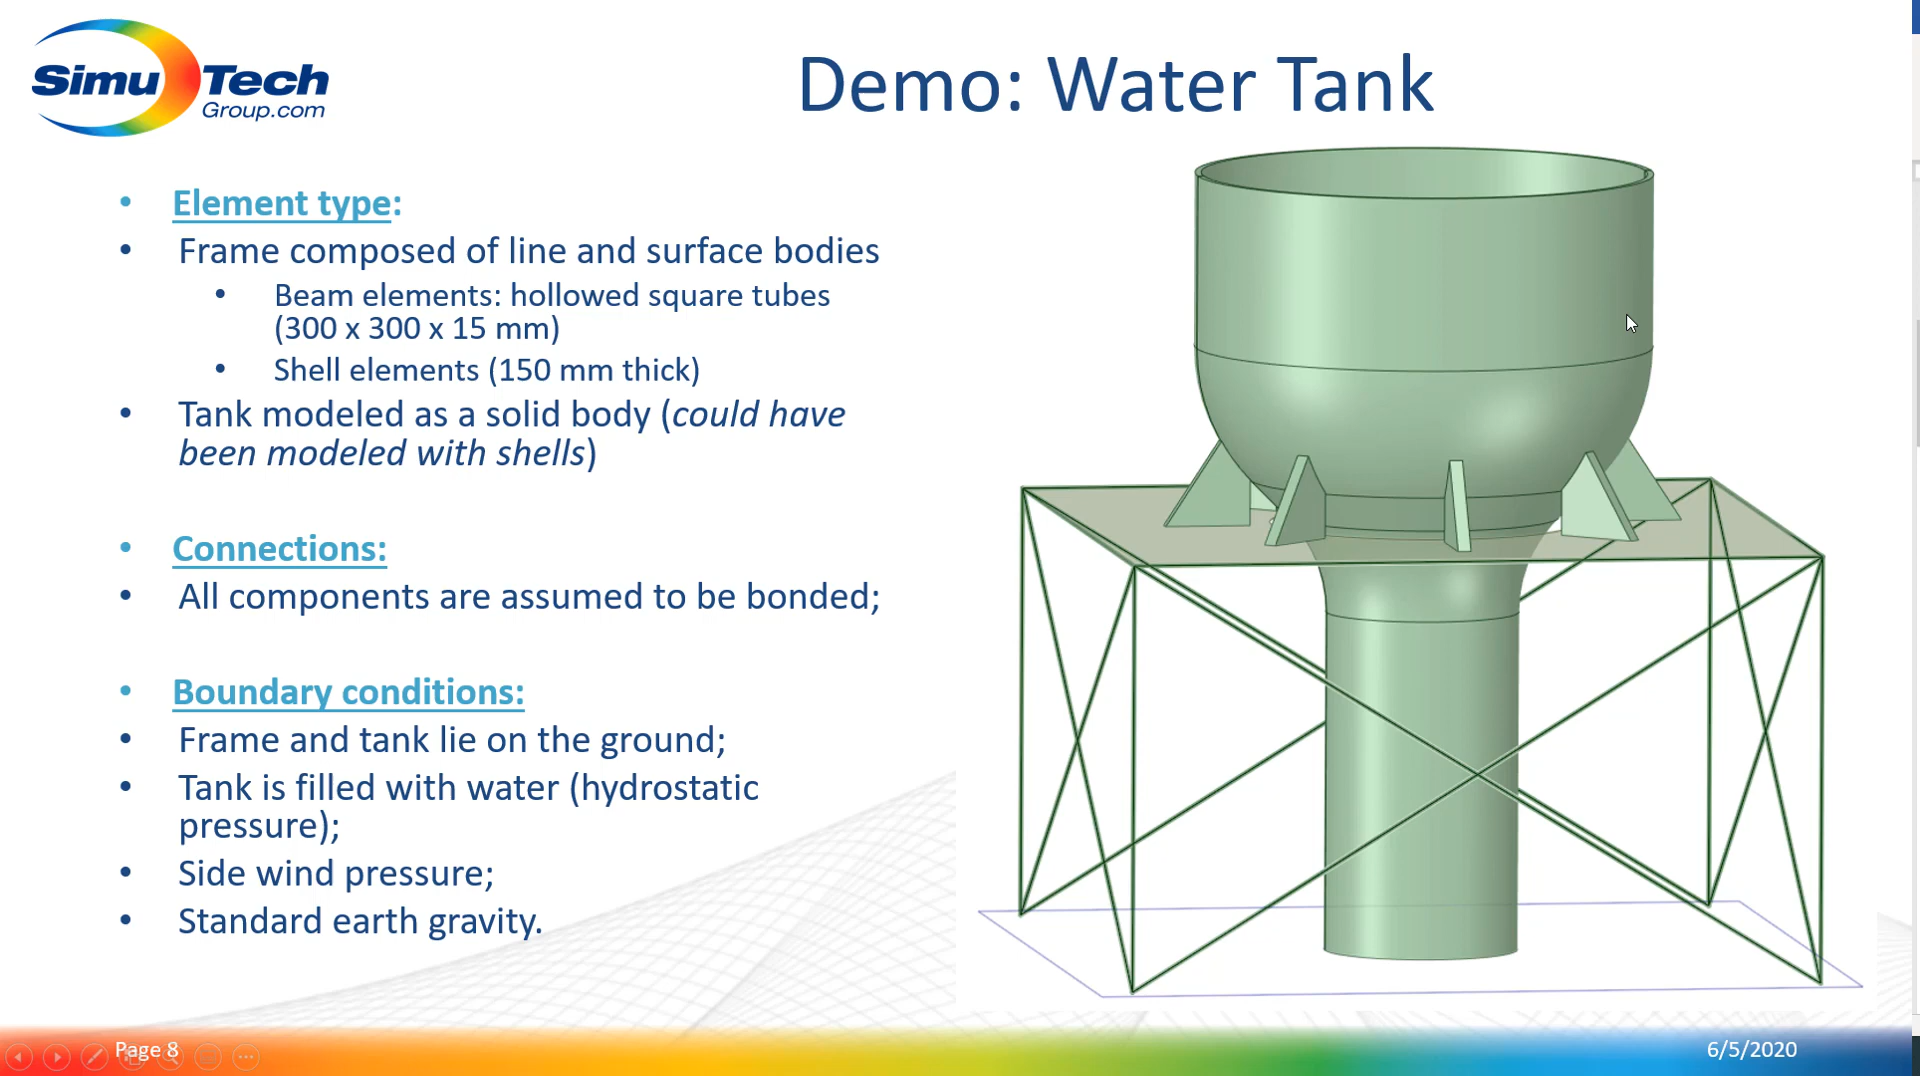 Simu Tech
Group.com
Demo: Water Tank
• Element type:
• Frame composed of line and surface bodies
• Beam elements: hollowed square tubes
(300 x 300 x 15 mm)
• Shell elements (150 mm thick)
• Tank modeled as a solid body (could have
been modeled with shells)
• Connections:
• All components are assumed to be bonded;
• Boundary conditions:
• Frame and tank lie on the ground;
• Tank is filled with water (hydrostatic
pressure);
• Side wind pressure;
• Standard earth gravity.
Page 8
6/5/2020